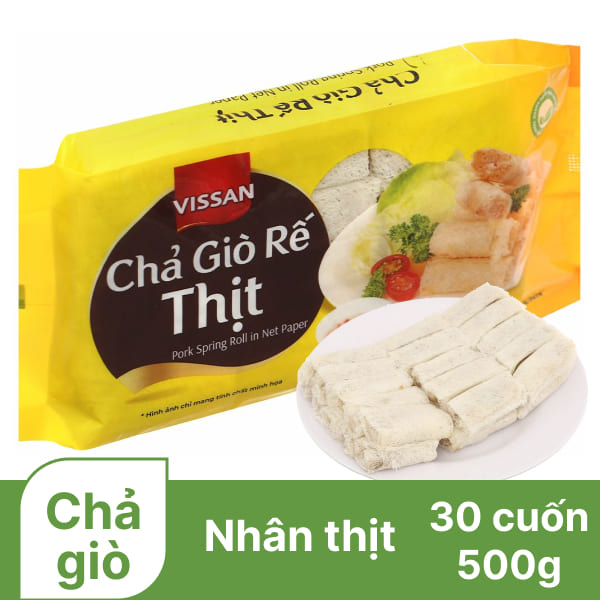 Pork Spring Roll in Net Paper
Chả Giò Rế Thịt
VISSAN
Chả Giò Rế
Thịt
Pork Spring Roll in Net Paper
* Hình ảnh chỉ mang tính chất minh họa
Chả
giò
Nhân thịt
30 cuốn
500g